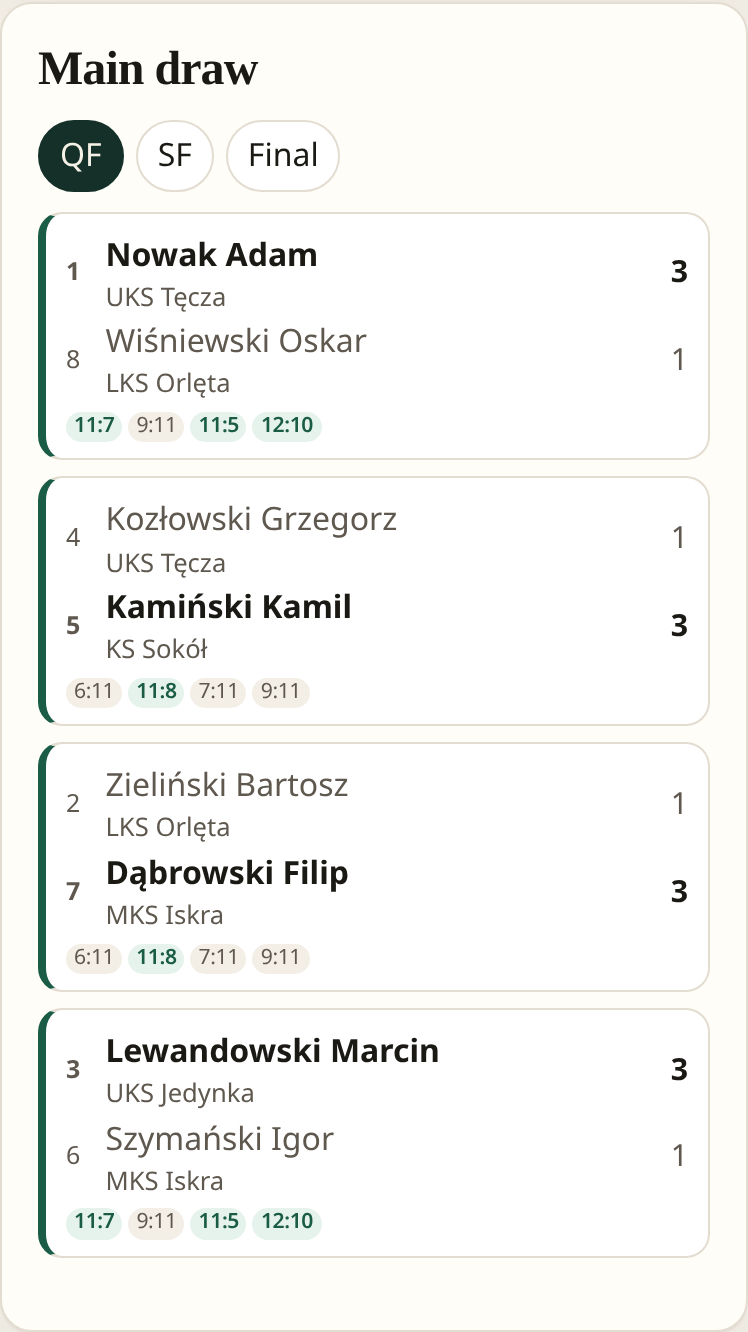 Main draw
QF SF Final
1 Nowak Adam 3
UKS Tęcza
8 Wiśniewski Oskar 1
LKS Orlęta
11:7 9:11 11:5 12:10
4 Kozłowski Grzegorz 1
UKS Tęcza
5 Kamiński Kamil 3
KS Sokół
6:11 11:8 7:11 9:11
2 Zieliński Bartosz 1
LKS Orlęta
7 Dąbrowski Filip 3
MKS Iskra
6:11 11:8 7:11 9:11
3 Lewandowski Marcin 3
UKS Jedynka
6 Szymański Igor 1
MKS Iskra
11:7 9:11 11:5 12:10